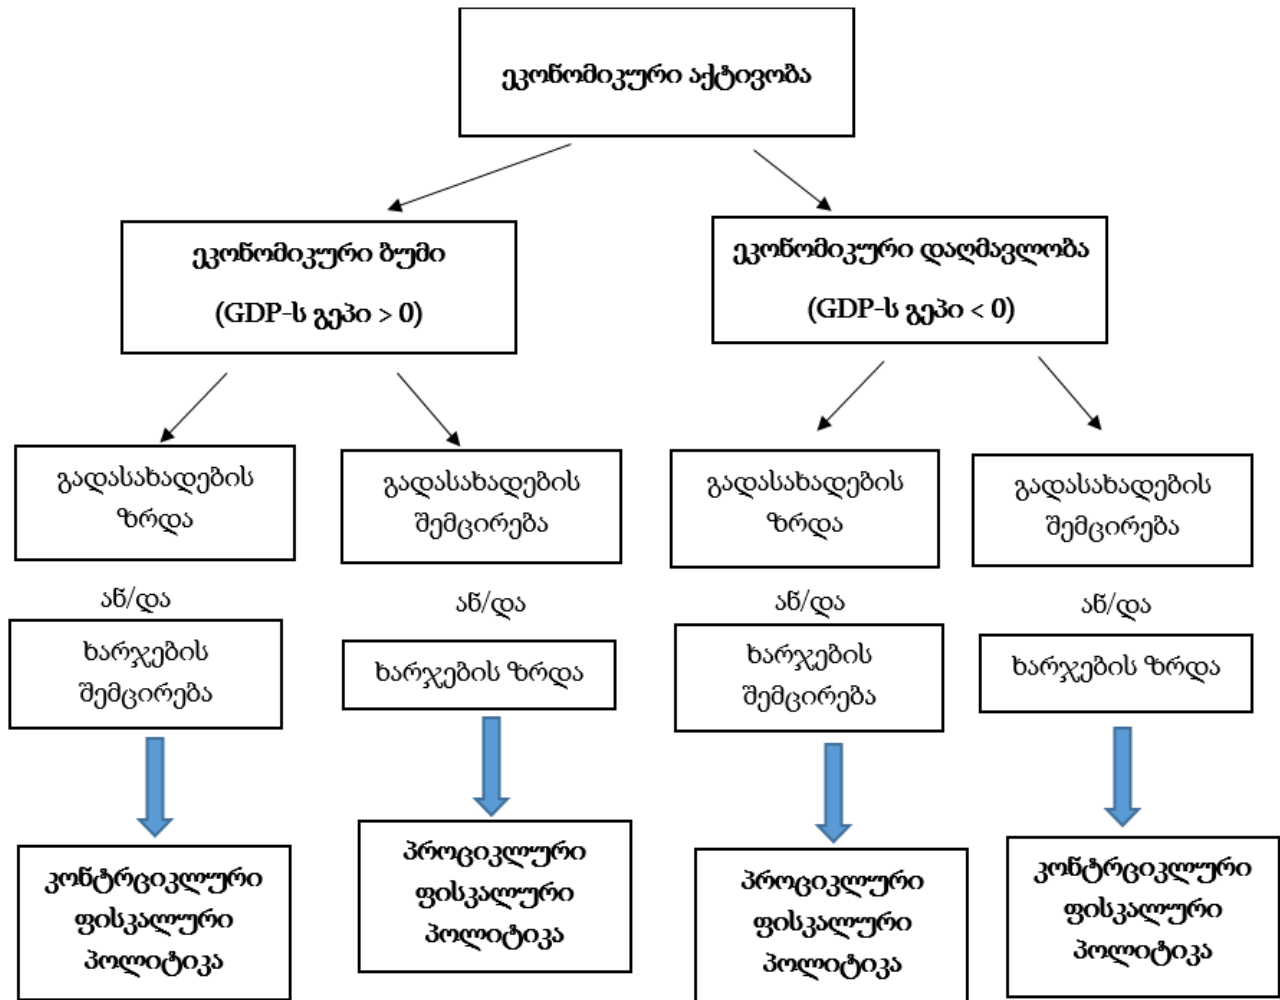 ეკონომიკური აქტივობა
ეკონომიკური ბუმი
(GDP-ს გეპი > 0)
ეკონომიკური დაღმავლობა
(GDP-ს გეპი < 0)
გადასახადების
ზრდა
გადასახადების
შემცირება
გადასახადების
ზრდა
გადასახადების
შემცირება
ან/და
ან/და
ან/და
ან/და
ხარჯების
შემცირება
ხარჯების ზრდა
ხარჯების
შემცირება
ხარჯების ზრდა
კონტრციკლური
ფისკალური
პოლიტიკა
პროციკლური
ფისკალური
პოლიტიკა
პროციკლური
ფისკალური
პოლიტიკა
კონტრციკლური
ფისკალური
პოლიტიკა